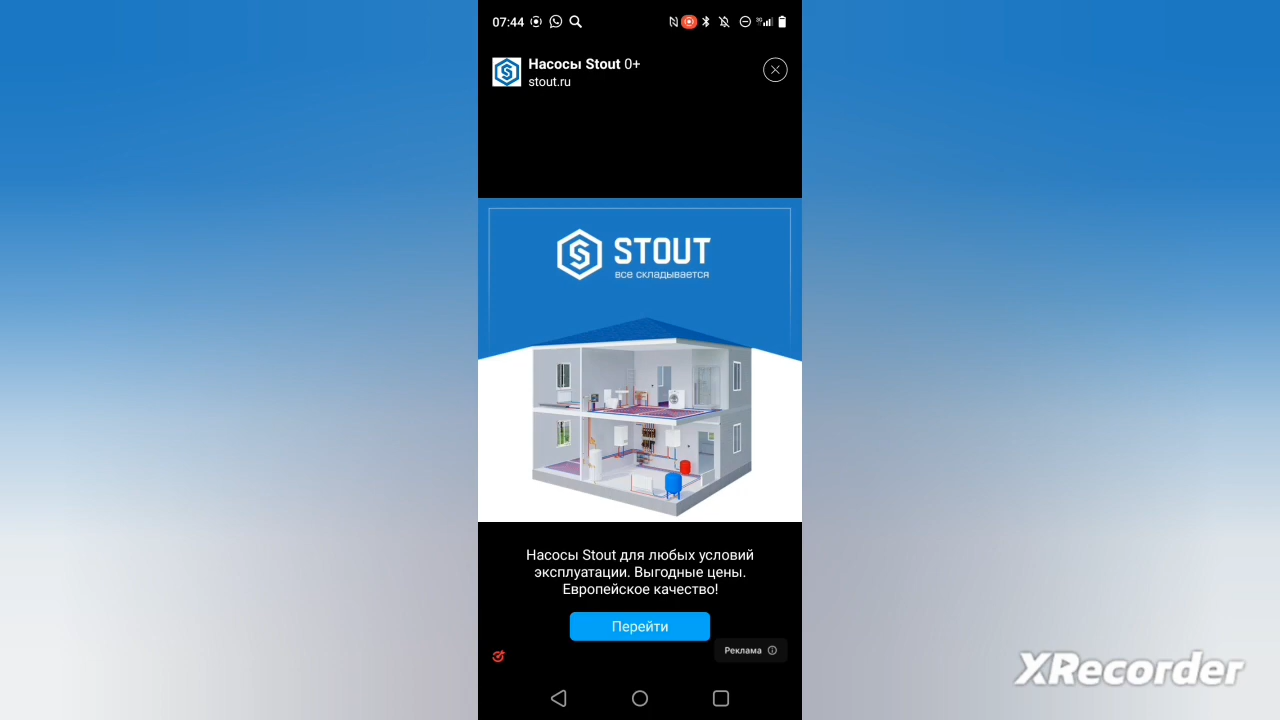 07:44
3G
Насосы Stout 0+
stout.ru
STOUT
все складывается
Насосы Stout для любых условий
эксплуатации. Выгодные цены.
Европейское качество!
Перейти
Реклама
XRecorder